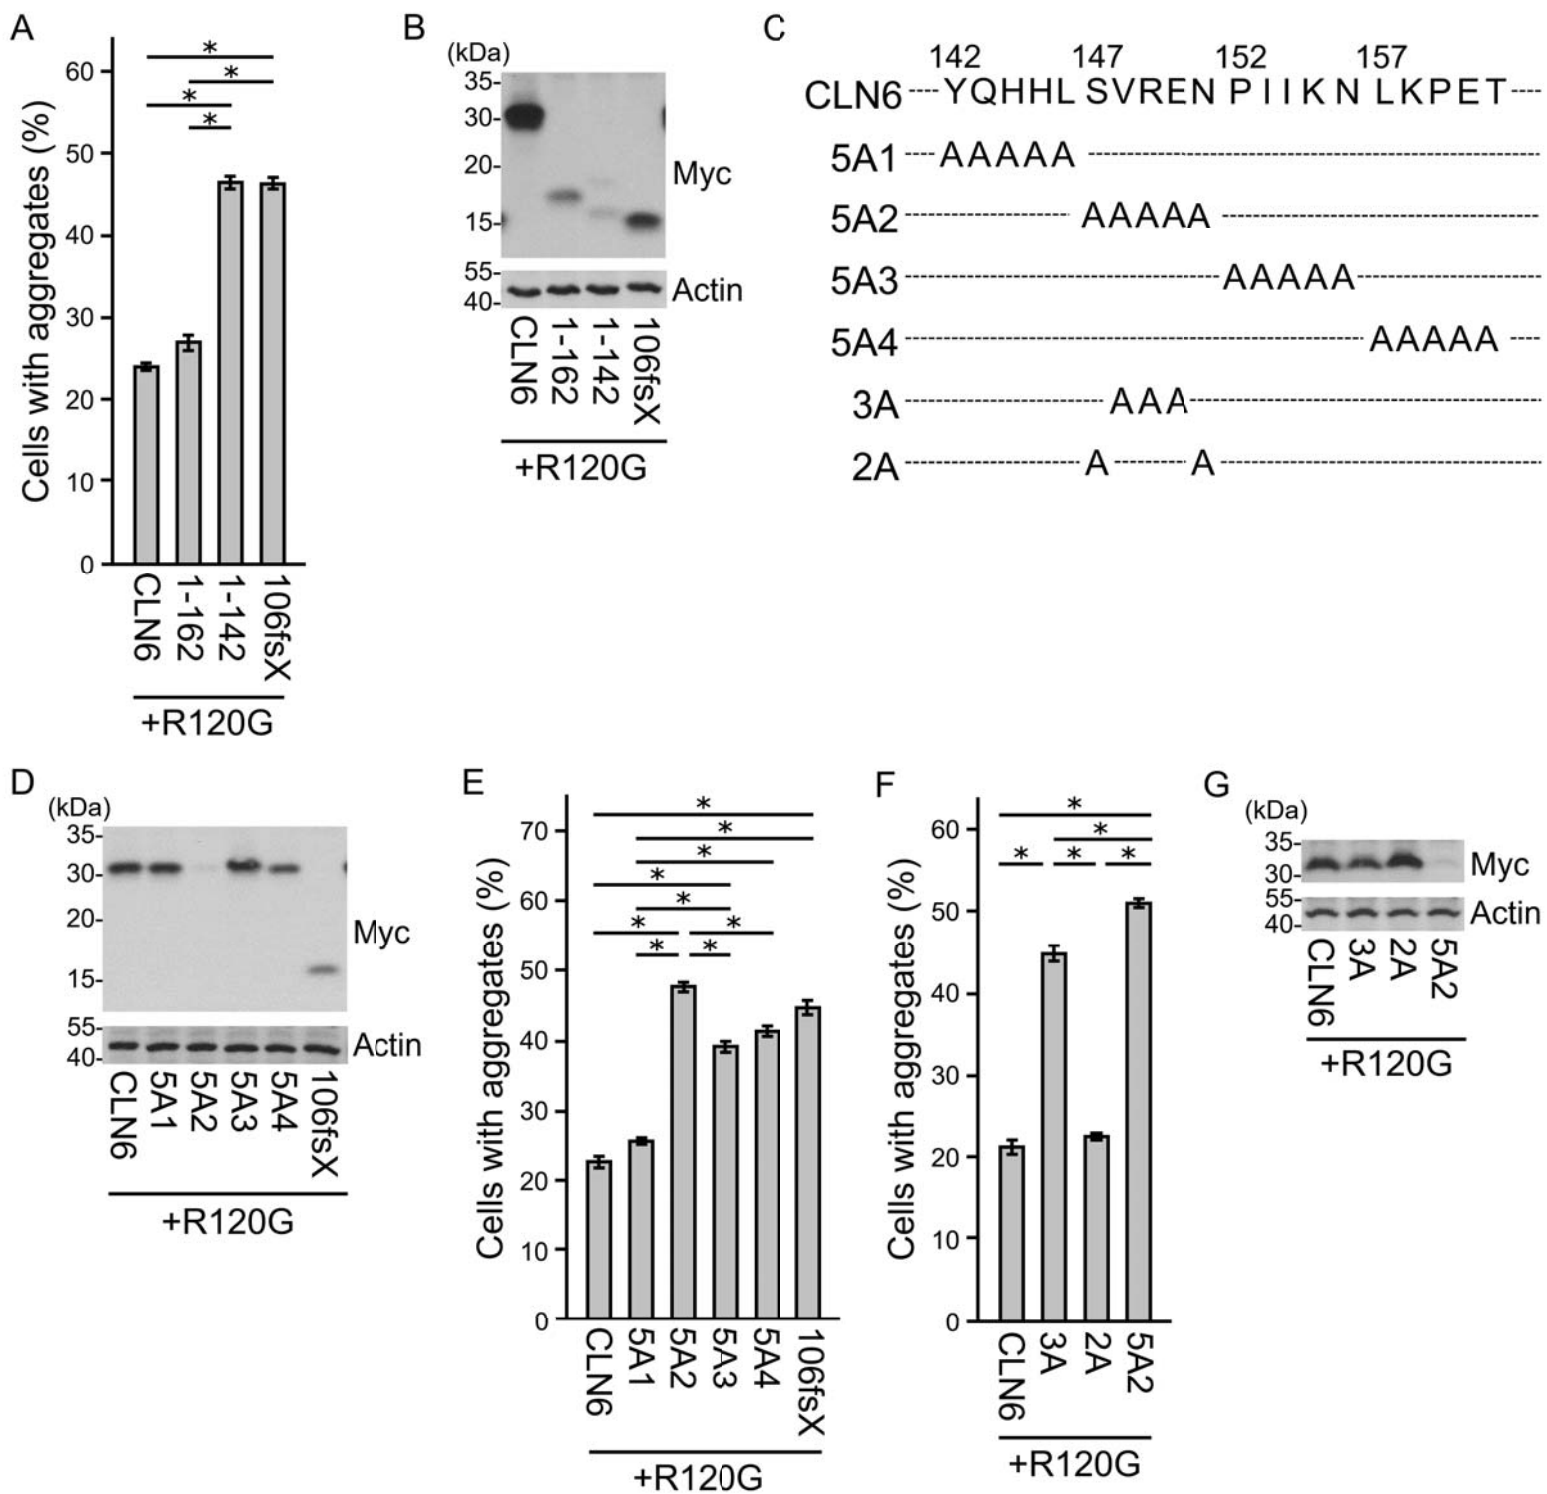 A
Cells with aggregates (%)
60
50
40
30
20
10
0
*
*
*
*
CLN6
1-162
1-142
106fsX
+R120G
B
(kDa)
35-
30-
20-
15-
Myc
55-
40-
Actin
CLN6
1-162
1-142
106fsX
+R120G
C
142 147 152 157
CLN6 ---- YQHHL SVREN PIIKN LKPET ----
5A1 --- AAAAA ---
5A2 --- AAAAA ---
5A3 --- AAAAA ---
5A4 --- AAAAA ---
3A --- AAA ---
2A --- A --- A ---
D
(kDa)
35-
30-
20-
15-
Myc
55-
40-
Actin
CLN6
5A1
5A2
5A3
5A4
106fsX
+R120G
E
Cells with aggregates (%)
70
60
50
40
30
20
10
0
*
*
*
*
*
* *
* *
CLN6
5A1
5A2
5A3
5A4
106fsX
+R120G
F
Cells with aggregates (%)
60
50
40
30
20
10
0
*
*
* * *
CLN6
3A
2A
5A2
+R120G
G
(kDa)
35-
30-
Myc
55-
40-
Actin
CLN6
3A
2A
5A2
+R120G